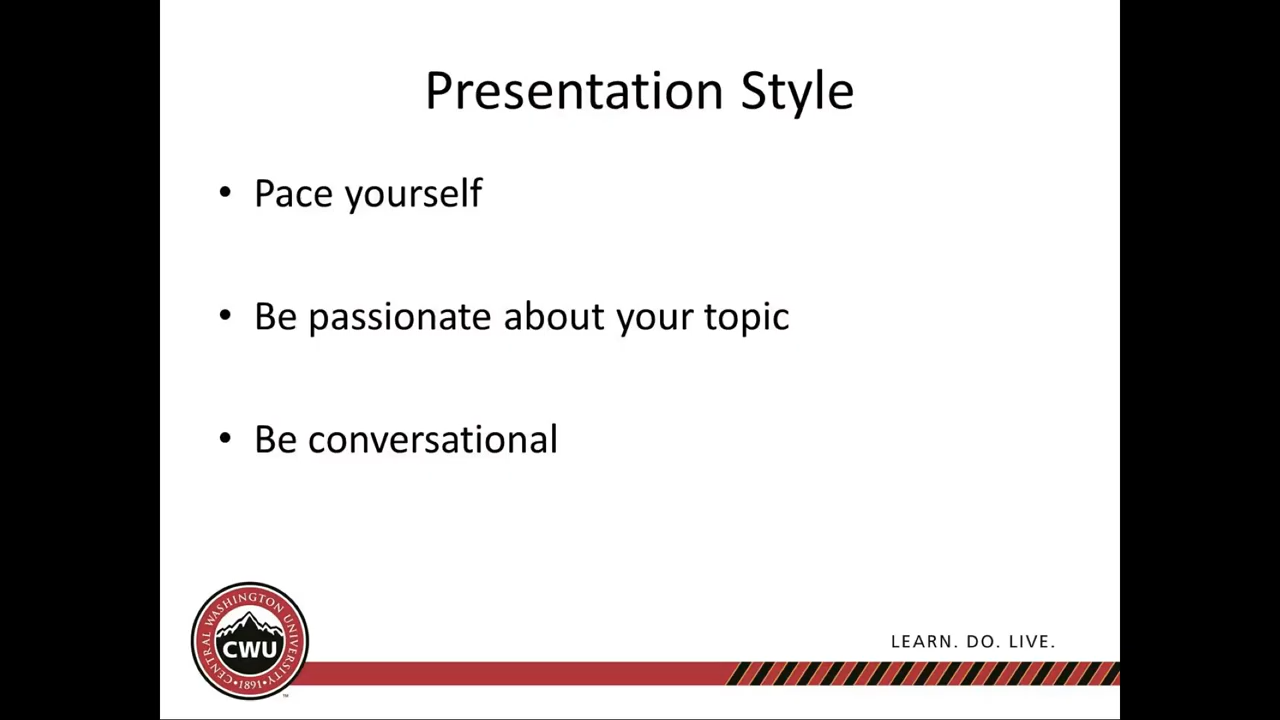 Presentation Style
• Pace yourself
• Be passionate about your topic
• Be conversational
CENTRAL WASHINGTON UNIVERSITY
CWU
•1891•
™
LEARN. DO. LIVE.